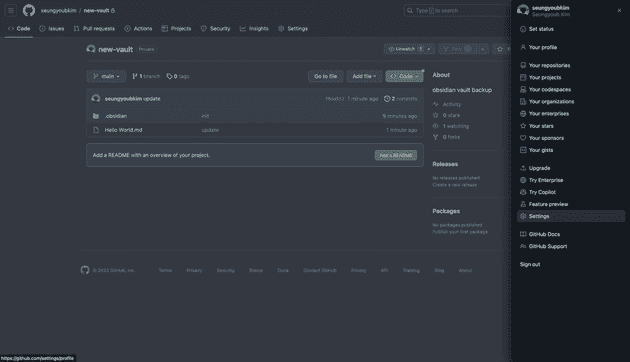 seungyoubkim / new-vault
Type / to search
Code Issues Pull requests Actions Projects Security Insights Settings
new-vault Private
Unwatch 1
main 1 branch 0 tags
Go to file Add file Code
seungyoubkim update
1 minute ago 2 commits
.obsidian init 9 minutes ago
Hello World.md update 1 minute ago
Add a README with an overview of your project.
Add a README
About
obsidian vault backup
Activity
0 stars
1 watching
0 forks
Releases
No releases published
Create a new release
Packages
No packages published
Publish your first package
© 2023 GitHub, Inc. Terms Privacy Security Status Docs Contact GitHub Pricing API Training Blog About
seungyoubkim
Seungyoub Kim
Set status
Your profile
Your repositories
Your projects
Your codespaces
Your organizations
Your enterprises
Your stars
Your sponsors
Your gists
Upgrade
Try Enterprise
Try Copilot
Feature preview
Settings
GitHub Docs
GitHub Support
Sign out
https://github.com/settings/profile